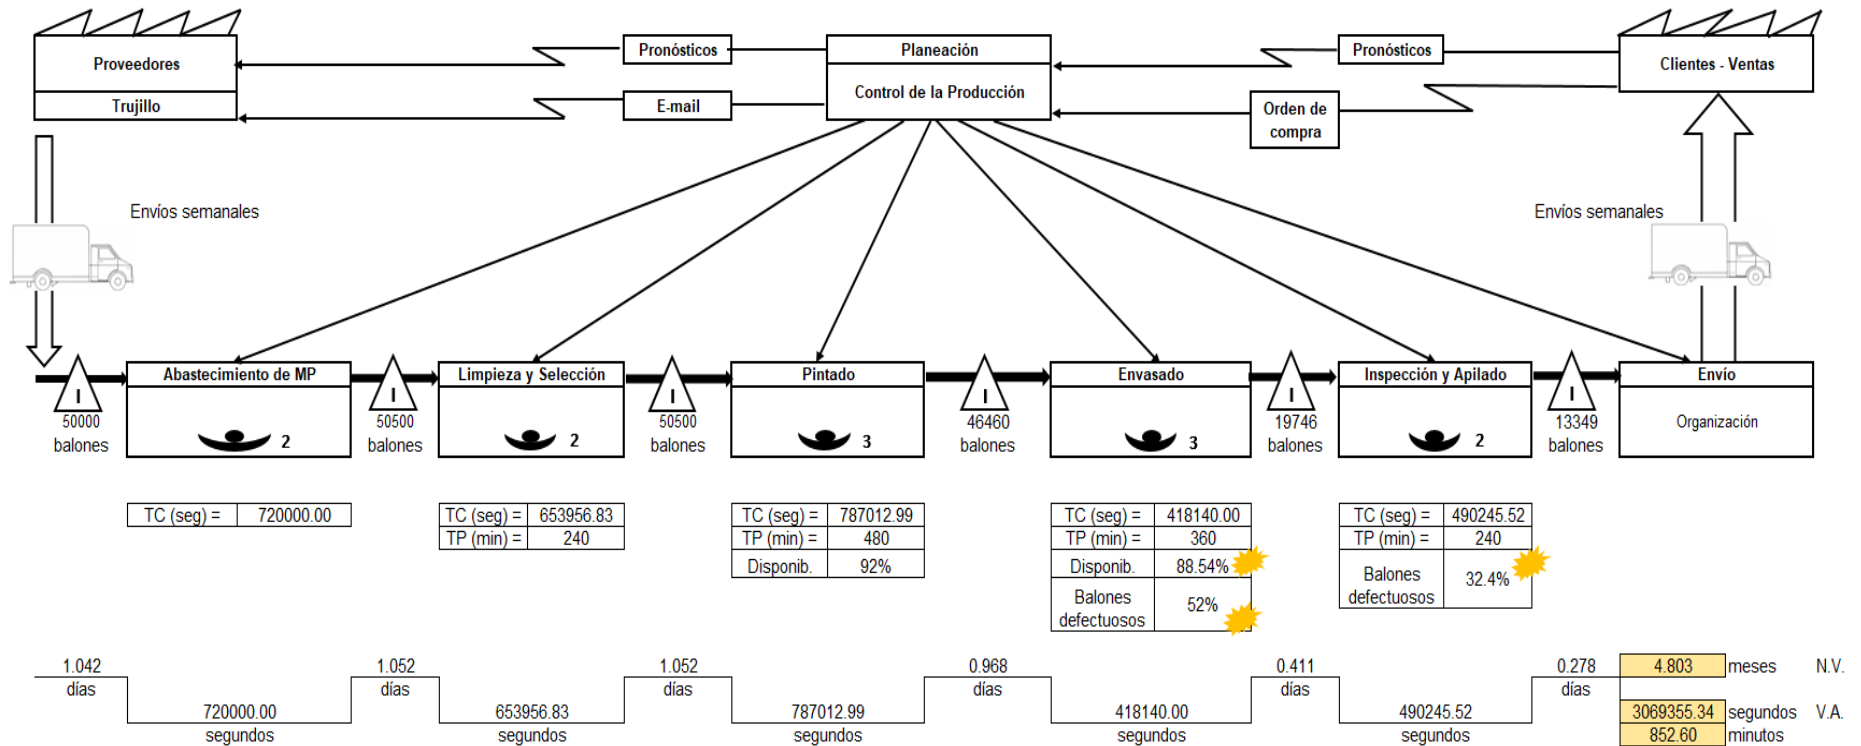 Proveedores
Trujillo
Pronósticos
E-mail
Planeación
Control de la Producción
Pronósticos
Orden de
compra
Clientes - Ventas
Envíos semanales
Envíos semanales
I
50000
balones
Abastecimiento de MP
2
I
50500
balones
Limpieza y Selección
2
I
50500
balones
Pintado
3
I
46460
balones
Envasado
3
I
19746
balones
Inspección y Apilado
2
I
13349
balones
Envío
Organización
TC (seg) = 720000.00
TC (seg) = 653956.83
TP (min) = 240
TC (seg) = 787012.99
TP (min) = 480
Disponib. 92%
TC (seg) = 418140.00
TP (min) = 360
Disponib. 88.54%
Balones
defectuosos 52%
TC (seg) = 490245.52
TP (min) = 240
Balones
defectuosos 32.4%
1.042
días
720000.00
segundos
1.052
días
653956.83
segundos
1.052
días
787012.99
segundos
0.968
días
418140.00
segundos
0.411
días
490245.52
segundos
0.278
días
4.803 meses N.V.
3069355.34 segundos V.A.
852.60 minutos